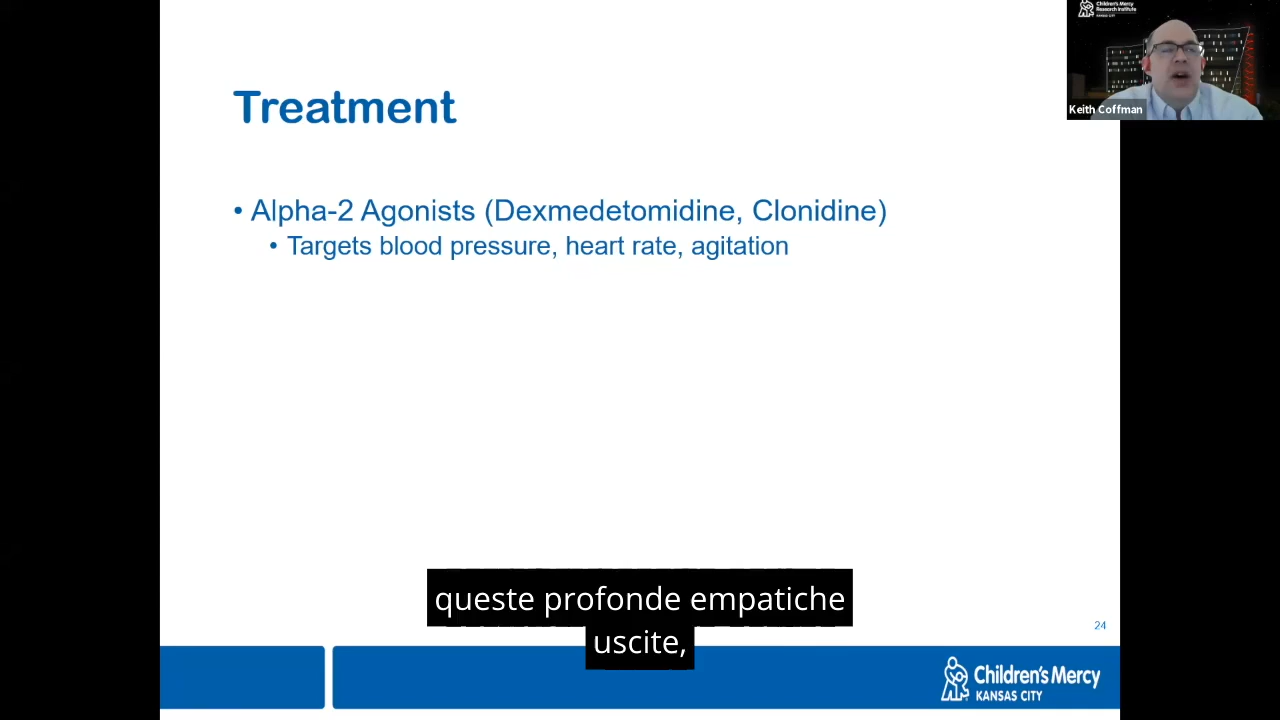 Treatment
• Alpha-2 Agonists (Dexmedetomidine, Clonidine)
• Targets blood pressure, heart rate, agitation
Children's Mercy
Research Institute
KANSAS CITY
Keith Coffman
queste profonde empatiche
uscite,
24
Children's Mercy
KANSAS CITY